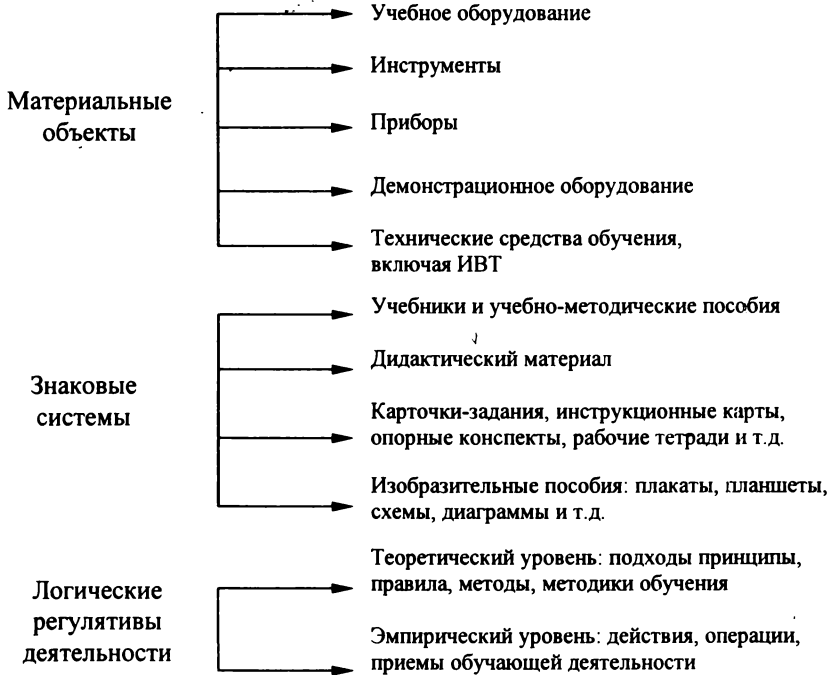 Материальные
объекты
Учебное оборудование
Инструменты
Приборы
Демонстрационное оборудование
Технические средства обучения,
включая ИВТ
Знаковые
системы
Учебники и учебно-методические пособия
Дидактический материал
Карточки-задания, инструкционные карты,
опорные конспекты, рабочие тетради и т.д.
Изобразительные пособия: плакаты, планшеты,
схемы, диаграммы и т.д.
Логические
регулятивы
деятельности
Теоретический уровень: подходы принципы,
правила, методы, методики обучения
Эмпирический уровень: действия, операции,
приемы обучающей деятельности